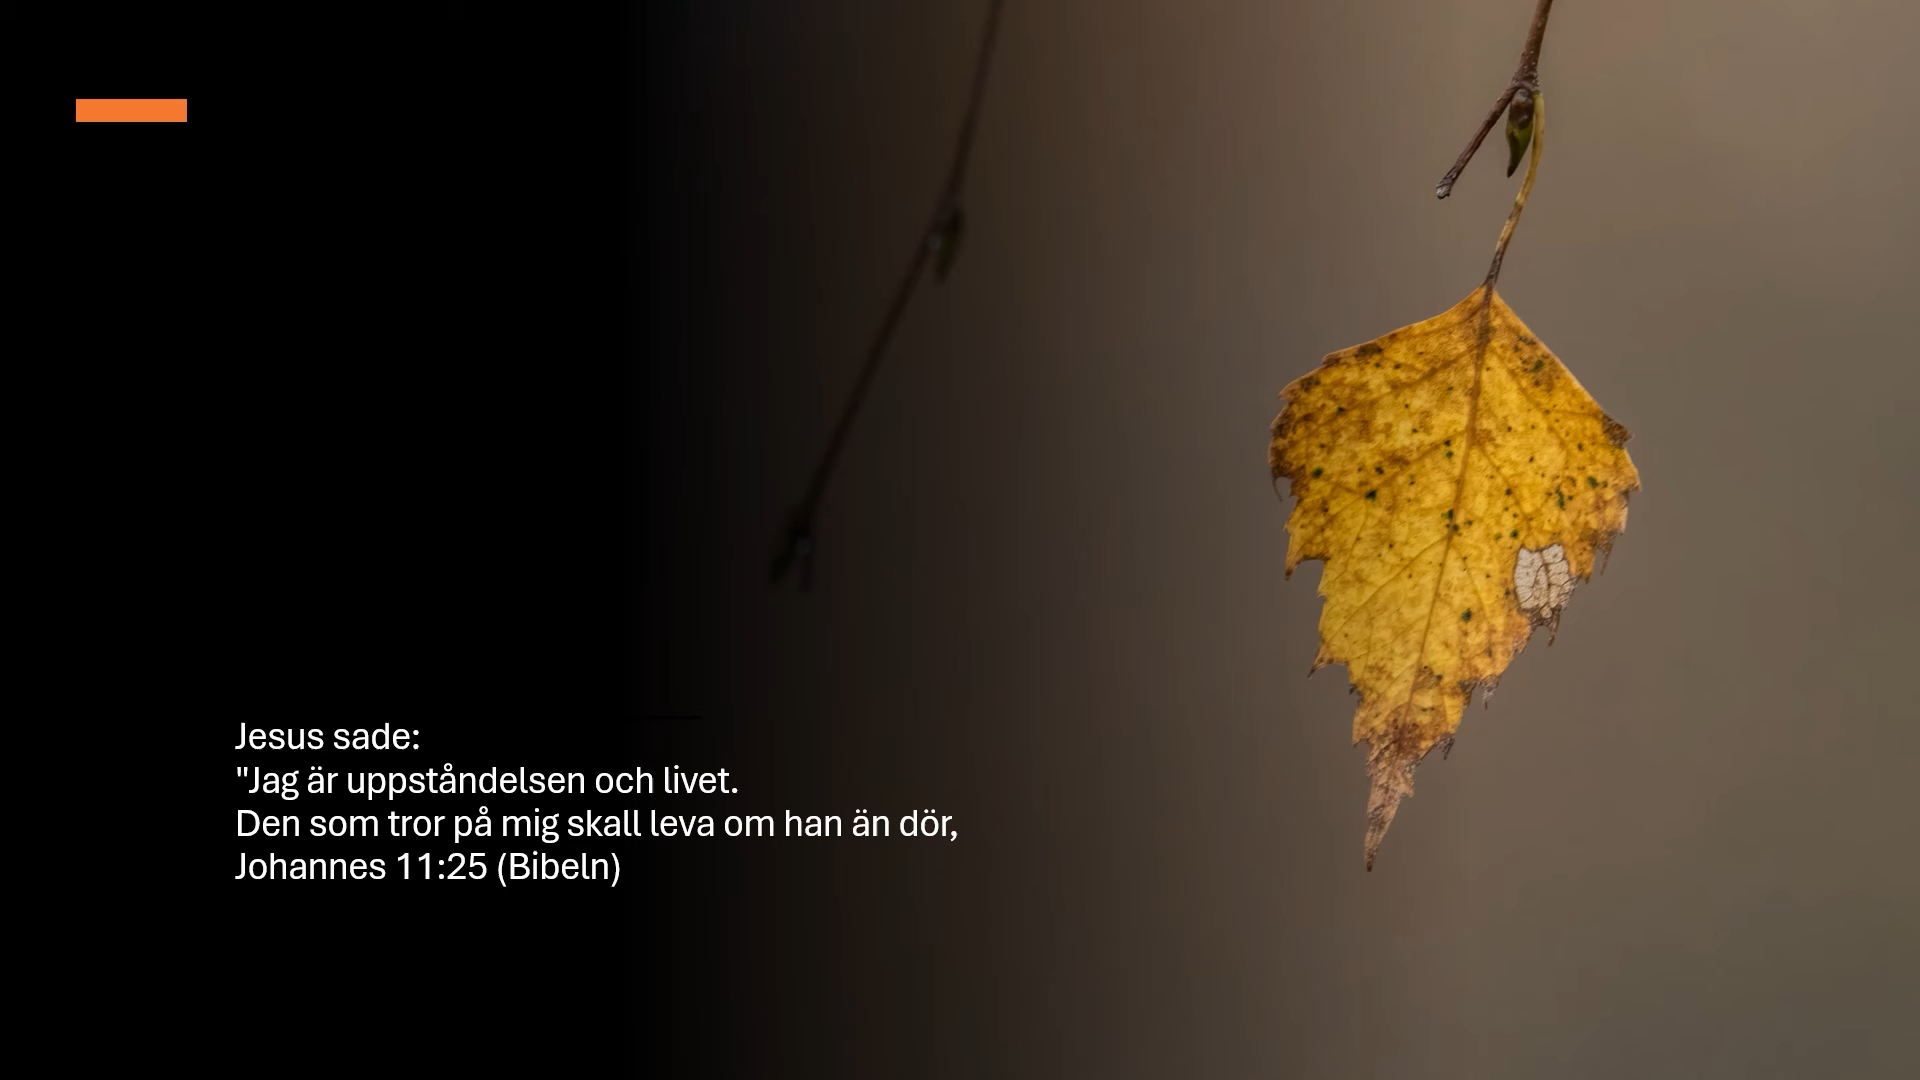 Jesus sade:
"Jag är uppståndelsen och livet.
Den som tror på mig skall leva om han än dör,
Johannes 11:25 (Bibeln)